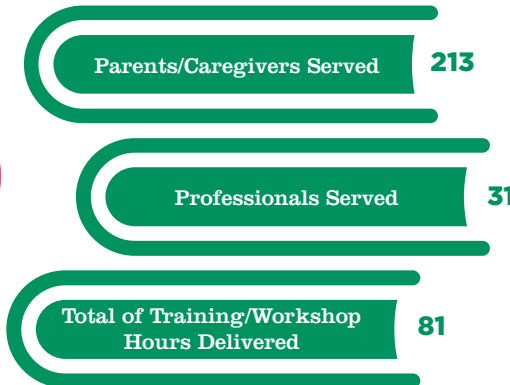 Parents/Caregivers Served
213
Professionals Served
31
Total of Training/Workshop
Hours Delivered
81